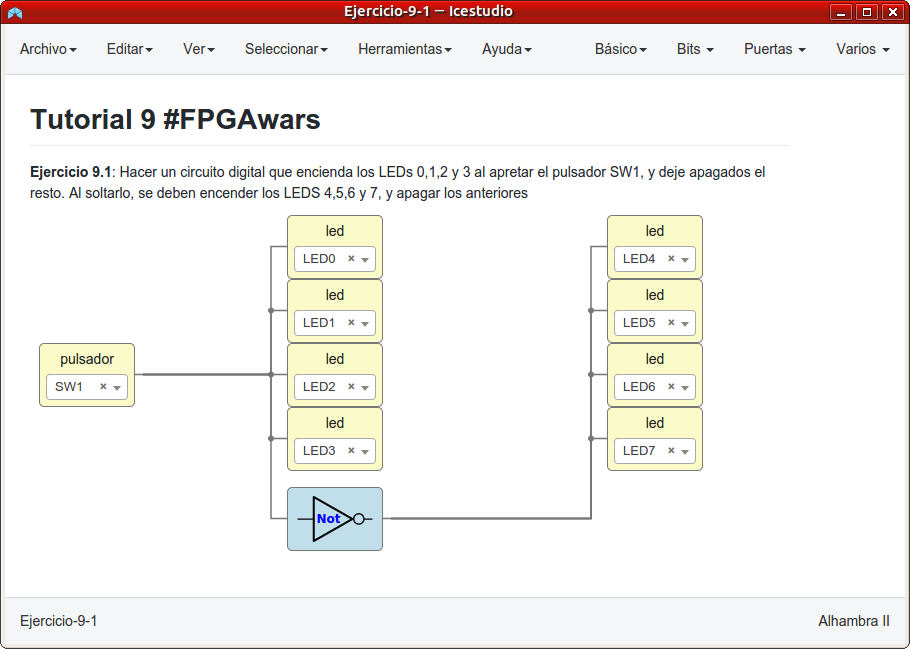 Ejercicio-9-1 — Icestudio
Archivo Editar Ver Seleccionar Herramientas Ayuda Básico Bits Puertas Varios
Tutorial 9 #FPGAwars
Ejercicio 9.1: Hacer un circuito digital que encienda los LEDs 0,1,2 y 3 al apretar el pulsador SW1, y deje apagados el
resto. Al soltarlo, se deben encender los LEDS 4,5,6 y 7, y apagar los anteriores
led
LED0
led
LED1
pulsador
SW1
led
LED2
led
LED3
Not
led
LED4
led
LED5
led
LED6
led
LED7
Ejercicio-9-1
Alhambra II